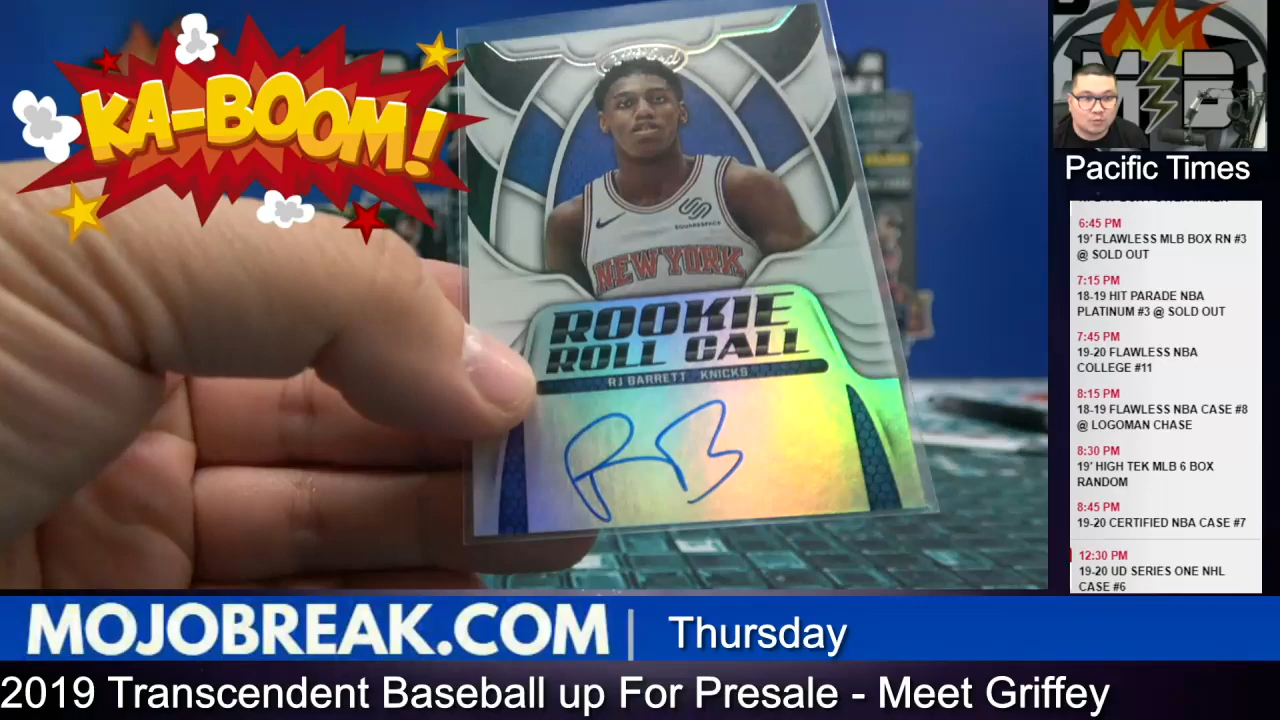 KA-BOOM!
Certified
NEW YORK
SQUARESPACE
ROOKIE
ROLL CALL
RJ BARRETT KNICKS
RB
MB
Pacific Times
6:45 PM
19' FLAWLESS MLB BOX RN #3
@ SOLD OUT
7:15 PM
18-19 HIT PARADE NBA
PLATINUM #3 @ SOLD OUT
7:45 PM
19-20 FLAWLESS NBA
COLLEGE #11
8:15 PM
18-19 FLAWLESS NBA CASE #8
@ LOGOMAN CHASE
8:30 PM
19' HIGH TEK MLB 6 BOX
RANDOM
8:45 PM
19-20 CERTIFIED NBA CASE #7
12:30 PM
19-20 UD SERIES ONE NHL
CASE #6
MOJOBREAK.COM | Thursday
2019 Transcendent Baseball up For Presale - Meet Griffey